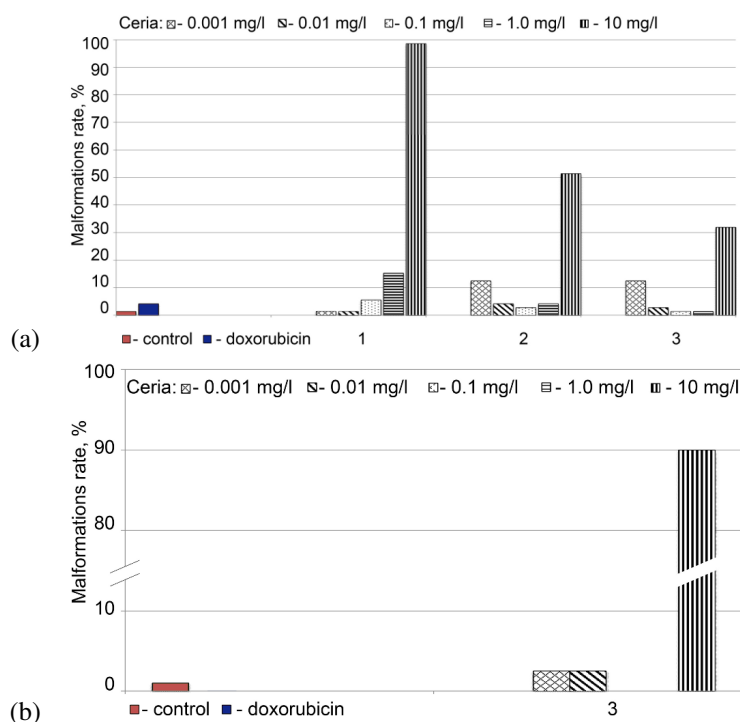 Ceria: - 0.001 mg/l - 0.01 mg/l - 0.1 mg/l - 1.0 mg/l - 10 mg/l
Malformations rate, %
100
90
80
70
60
50
40
30
20
10
0
1 2 3
(a)
- control - doxorubicin
Ceria: - 0.001 mg/l - 0.01 mg/l - 0.1 mg/l - 1.0 mg/l - 10 mg/l
Malformations rate, %
100
90
80
10
0
3
(b)
- control - doxorubicin